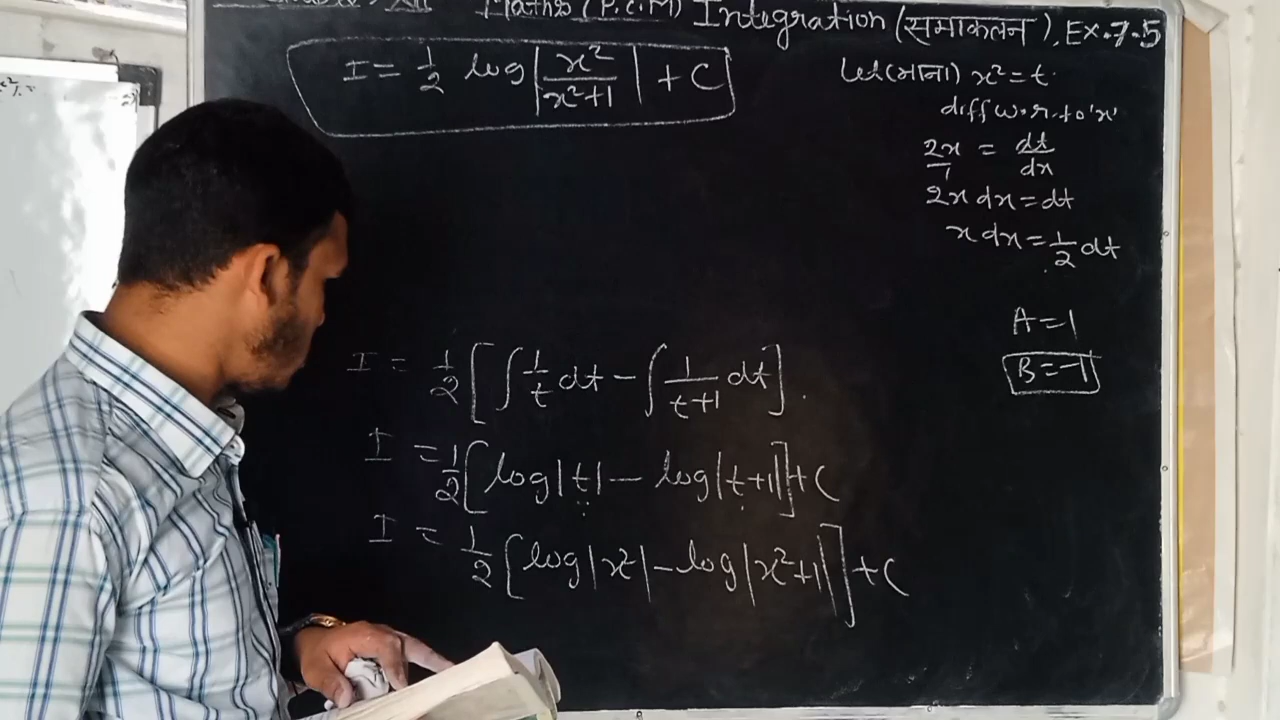 Maths (P.C.M) Integration (समाकलन), Ex.7.5
I = 1/2 log|x²/(x²+1)| + C
Let (माना) x² = t.
diff w.r.to 'x'
2x/1 = dt/dx
2x dx = dt
x dx = 1/2 dt
A = 1
B = -1
I = 1/2 [∫ 1/t dt - ∫ 1/(t+1) dt].
I = 1/2 [log|t| - log|t+1|] + C
I = 1/2 [log|x²| - log|x²+1|] + C